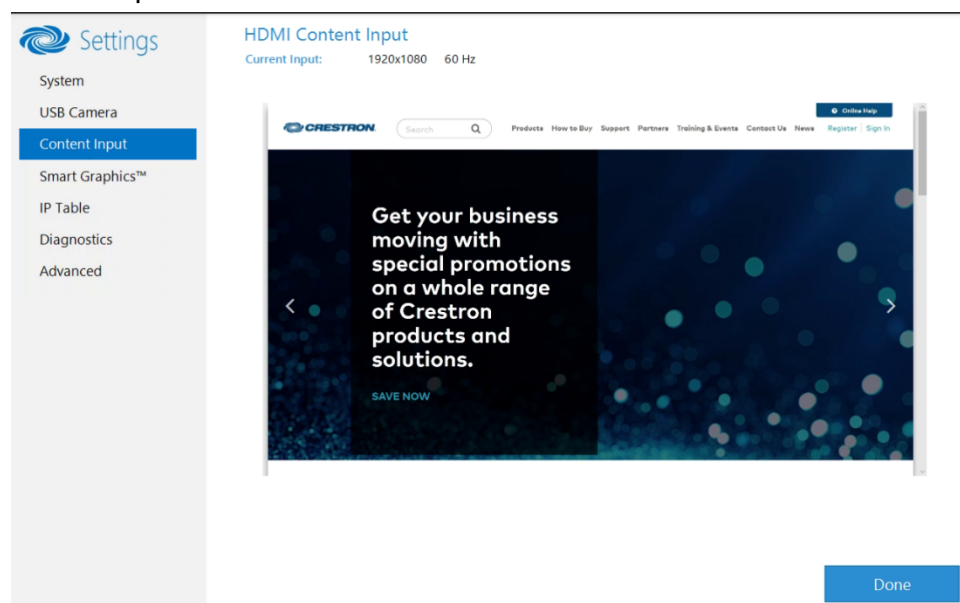 Settings
System
USB Camera
Content Input
Smart Graphics™
IP Table
Diagnostics
Advanced
HDMI Content Input
Current Input: 1920x1080 60 Hz
Online Help
CRESTRON Search Products How to Buy Support Partners Training & Events Contact Us News Register | Sign In
Get your business
moving with
special promotions
on a whole range
of Crestron
products and
solutions.
SAVE NOW
Done